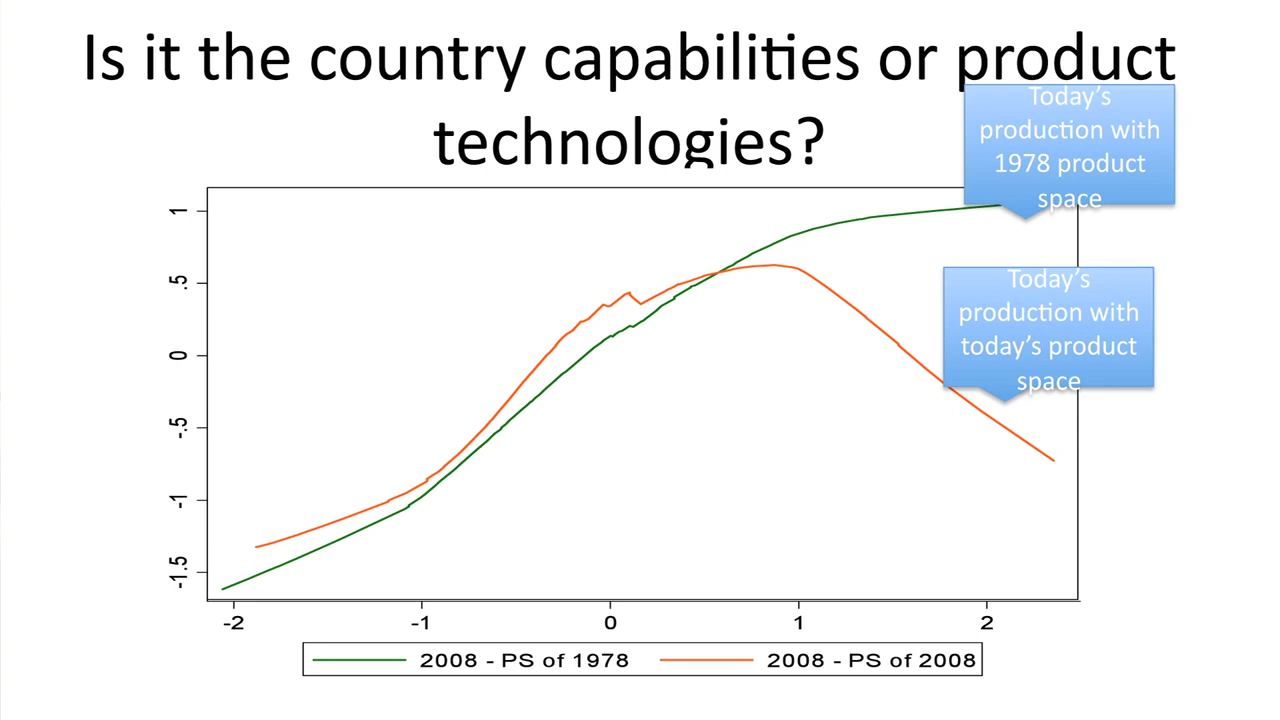 Is it the country capabilities or product
technologies?
Today's
production with
1978 product
space
Today's
production with
today's product
space
1
.5
0
-.5
-1
-1.5
-2 -1 0 1 2
2008 - PS of 1978 2008 - PS of 2008